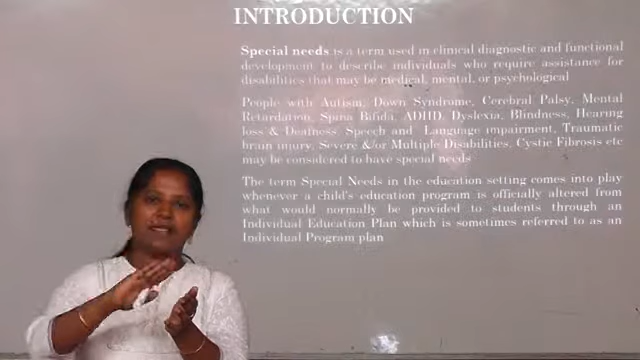 INTRODUCTION
Special needs is a term used in clinical diagnostic and functional
development to describe individuals who require assistance for
disabilities that may be medical, mental, or psychological
People with Autism, Down Syndrome, Cerebral Palsy, Mental
Retardation, Spina Bifida, ADHD, Dyslexia, Blindness, Hearing
loss & Deafness, Speech and Language impairment, Traumatic
brain injury, Severe &/or Multiple Disabilities, Cystic Fibrosis etc
may be considered to have special needs
The term Special Needs in the education setting comes into play
whenever a child's education program is officially altered from
what would normally be provided to students through an
Individual Education Plan which is sometimes referred to as an
Individual Program plan